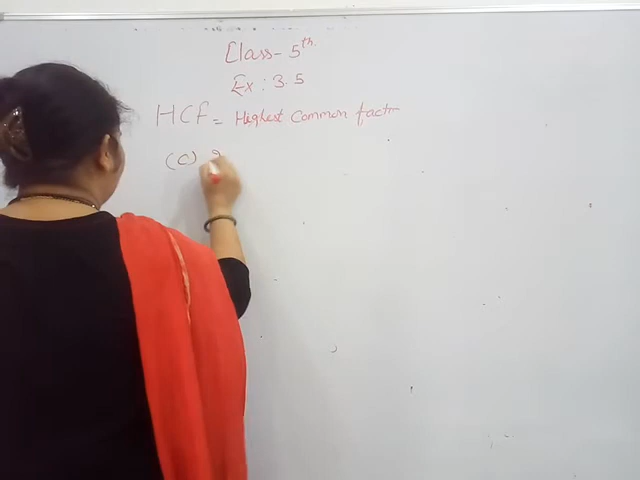 Class - 5th.
Ex : 3.5
HCF = Highest Common factor
(C)